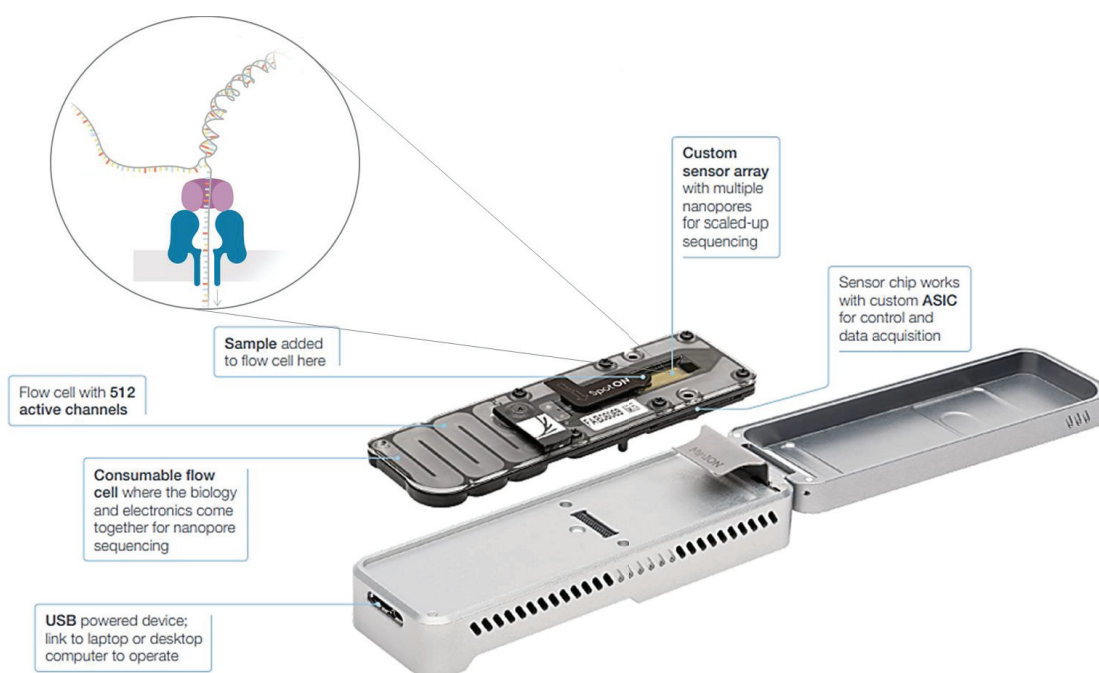 Custom
sensor array
with multiple
nanopores
for scaled-up
sequencing
Sensor chip works
with custom ASIC
for control and
data acquisition
Sample added
to flow cell here
Flow cell with 512
active channels
SpotON
Consumable flow
cell where the biology
and electronics come
together for nanopore
sequencing
MinION
USB powered device;
link to laptop or desktop
computer to operate